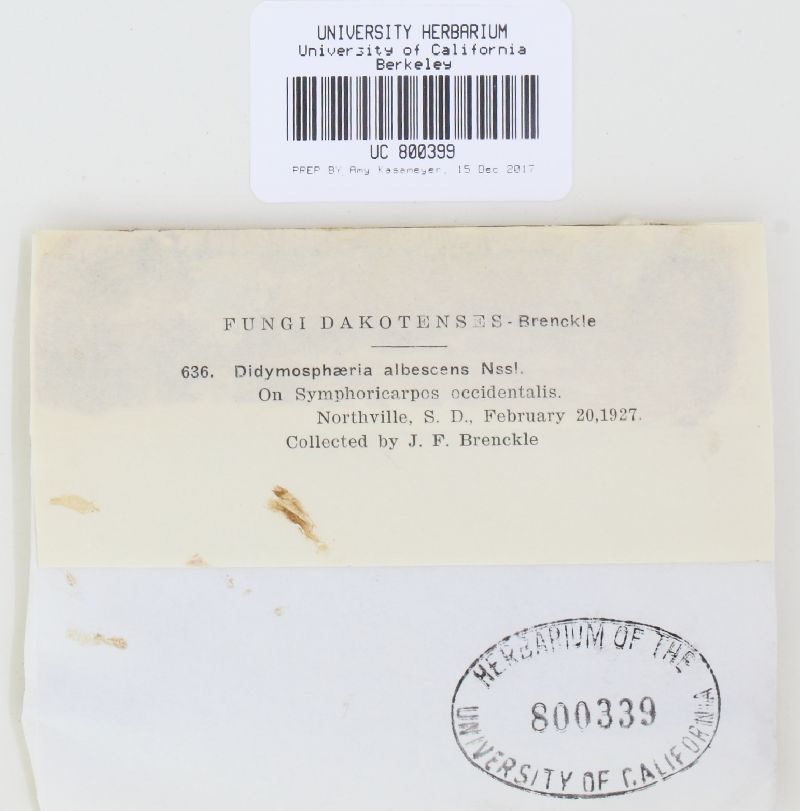 UNIVERSITY HERBARIUM
University of California
Berkeley
UC 800399
PREP BY Amy Kasameyer, 15 Dec 2017
FUNGI DAKOTENSES - Brenckle
636. Didymosphæria albescens Nssl.
On Symphoricarpos occidentalis.
Northville, S. D., February 20,1927.
Collected by J. F. Brenckle
HERBARIUM OF THE
800339
UNIVERSITY OF CALIFORNIA